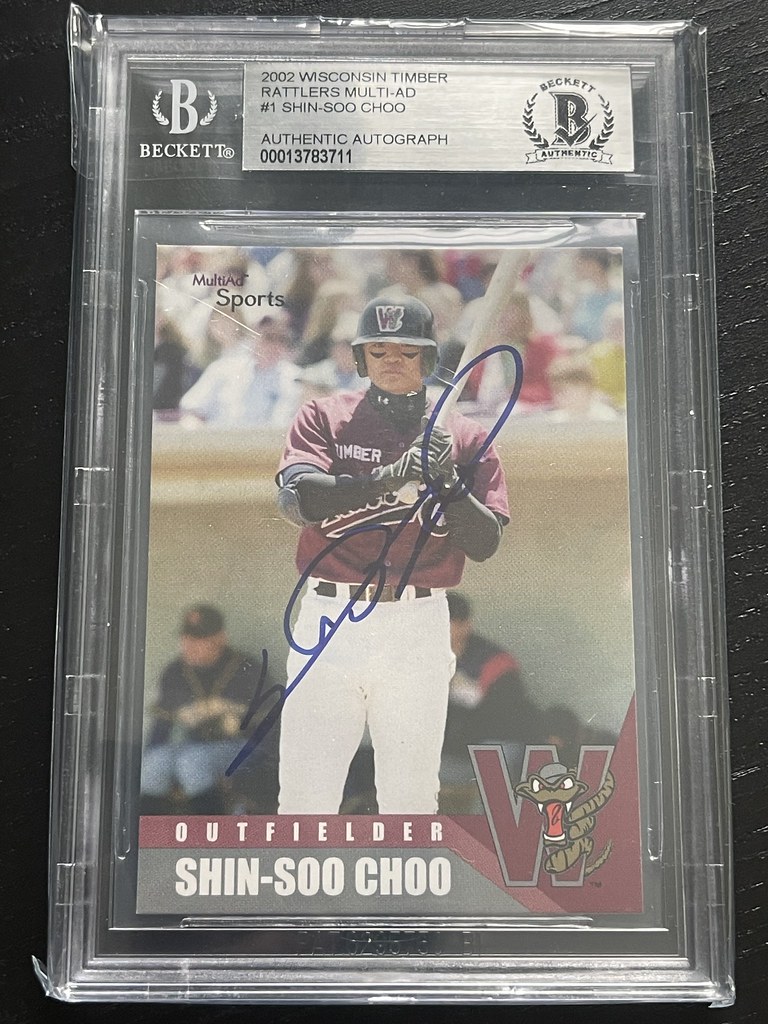 2002 WISCONSIN TIMBER
RATTLERS MULTI-AD
#1 SHIN-SOO CHOO
AUTHENTIC AUTOGRAPH
00013783711
B
BECKETT®
BECKETT
B
AUTHENTIC
MultiAd
Sports
W
TIMBER
W
OUTFIELDER
SHIN-SOO CHOO
TM